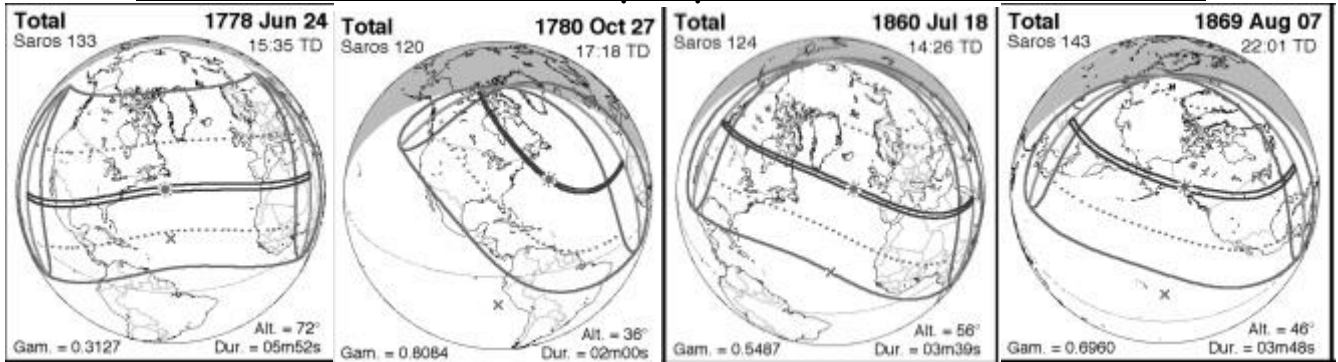 Total 1778 Jun 24
Saros 133 15:35 TD
Alt. = 72°
Gam. = 0.3127 Dur. = 05m52s
Total 1780 Oct 27
Saros 120 17:18 TD
Alt. = 36°
Gam. = 0.8084 Dur. = 02m00s
Total 1860 Jul 18
Saros 124 14:26 TD
Alt. = 56°
Gam. = 0.5487 Dur. = 03m39s
Total 1869 Aug 07
Saros 143 22:01 TD
Alt. = 46°
Gam. = 0.6960 Dur. = 03m48s